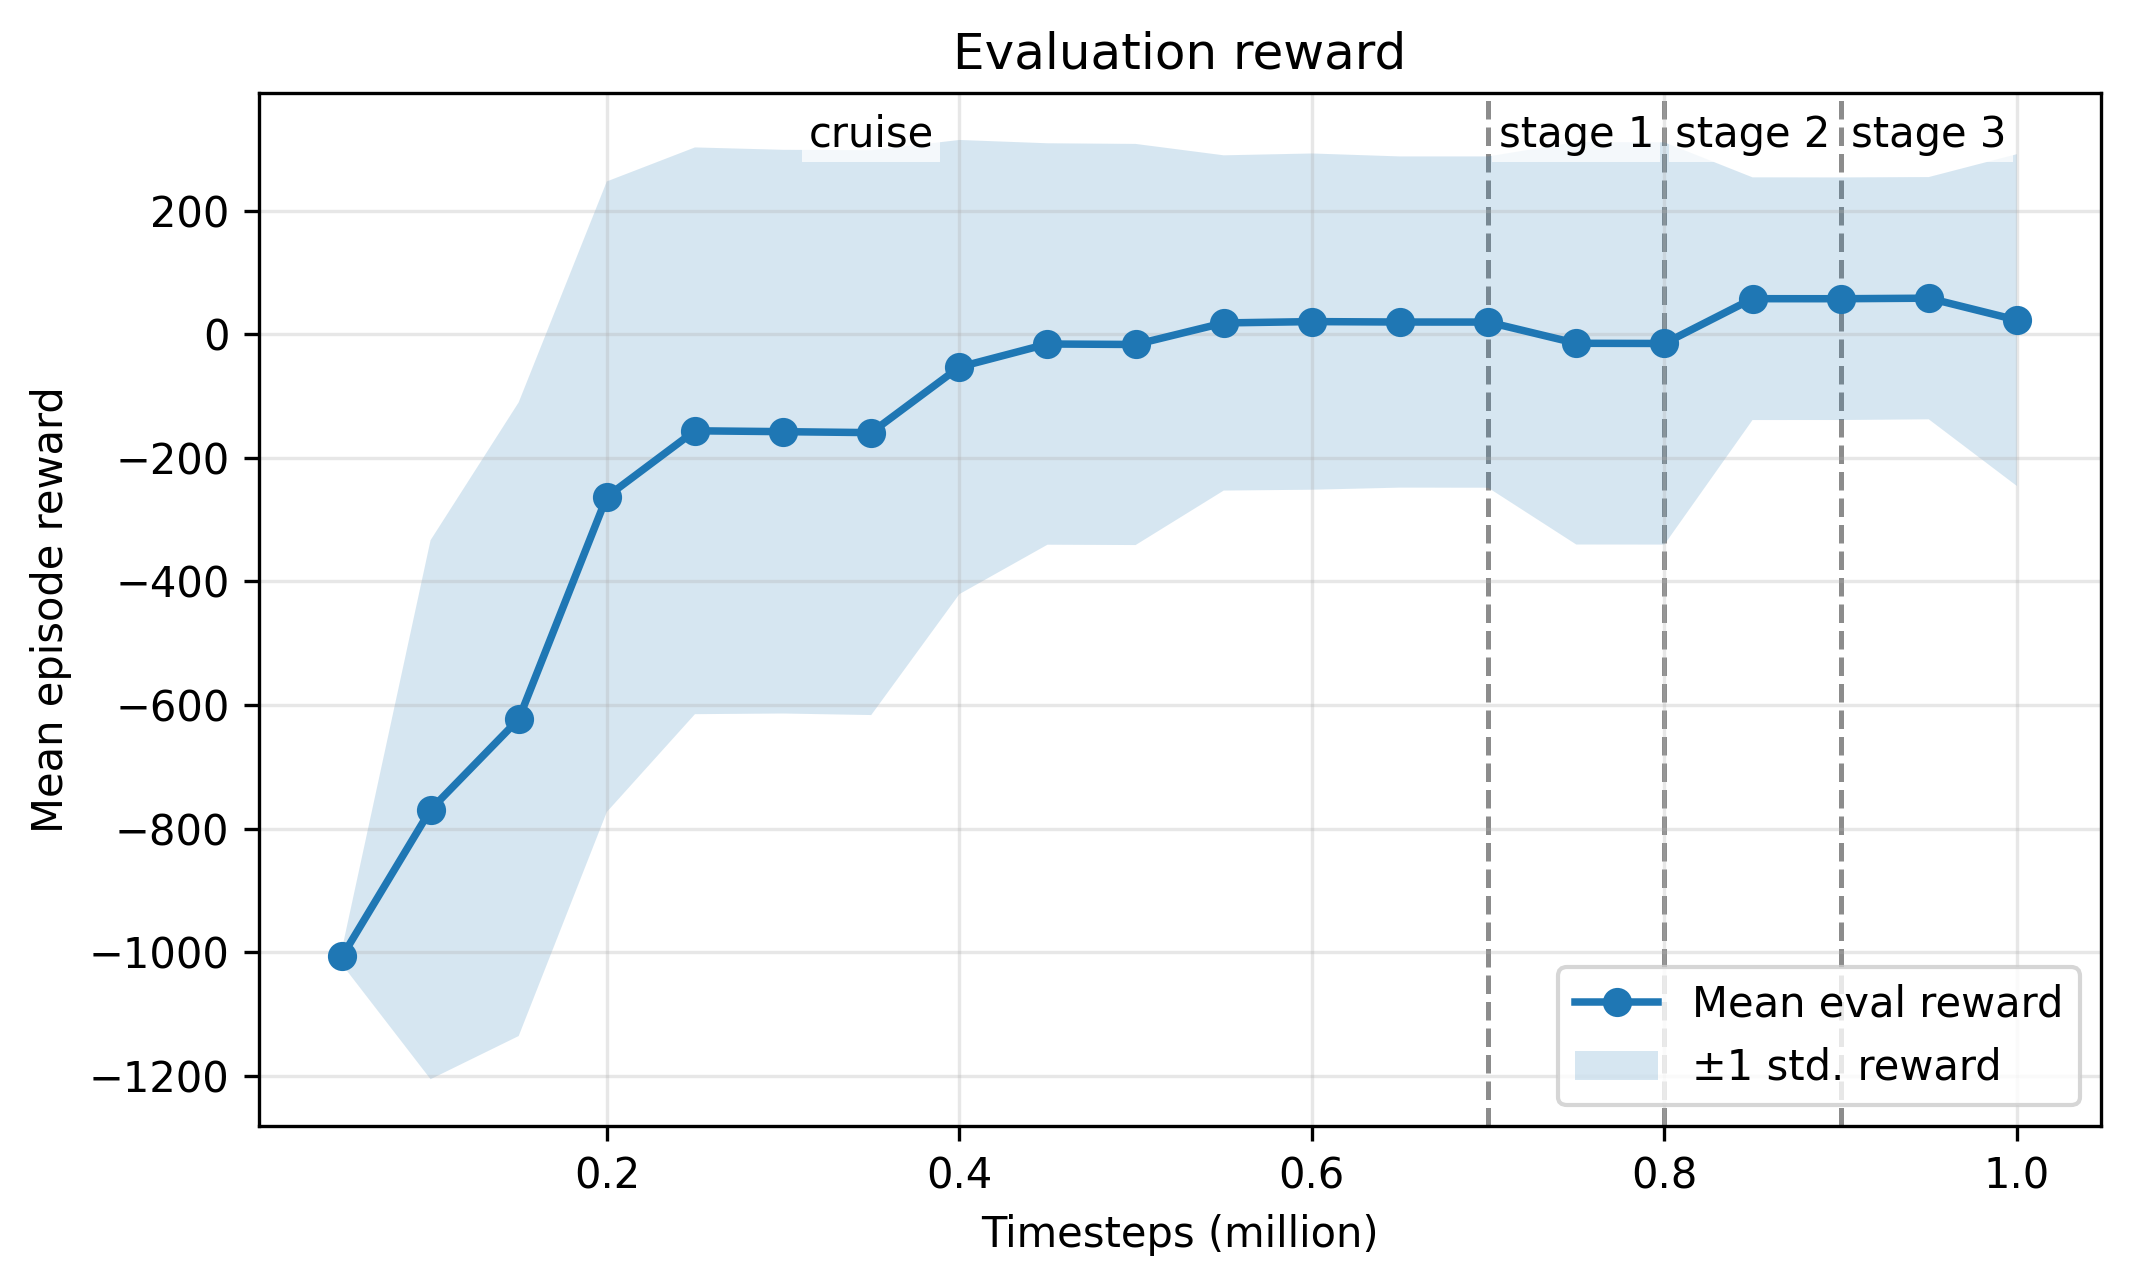 Evaluation reward
cruise
stage 1
stage 2
stage 3
200
0
−200
−400
−600
−800
−1000
−1200
Mean episode reward
Mean eval reward
±1 std. reward
0.2
0.4
0.6
0.8
1.0
Timesteps (million)